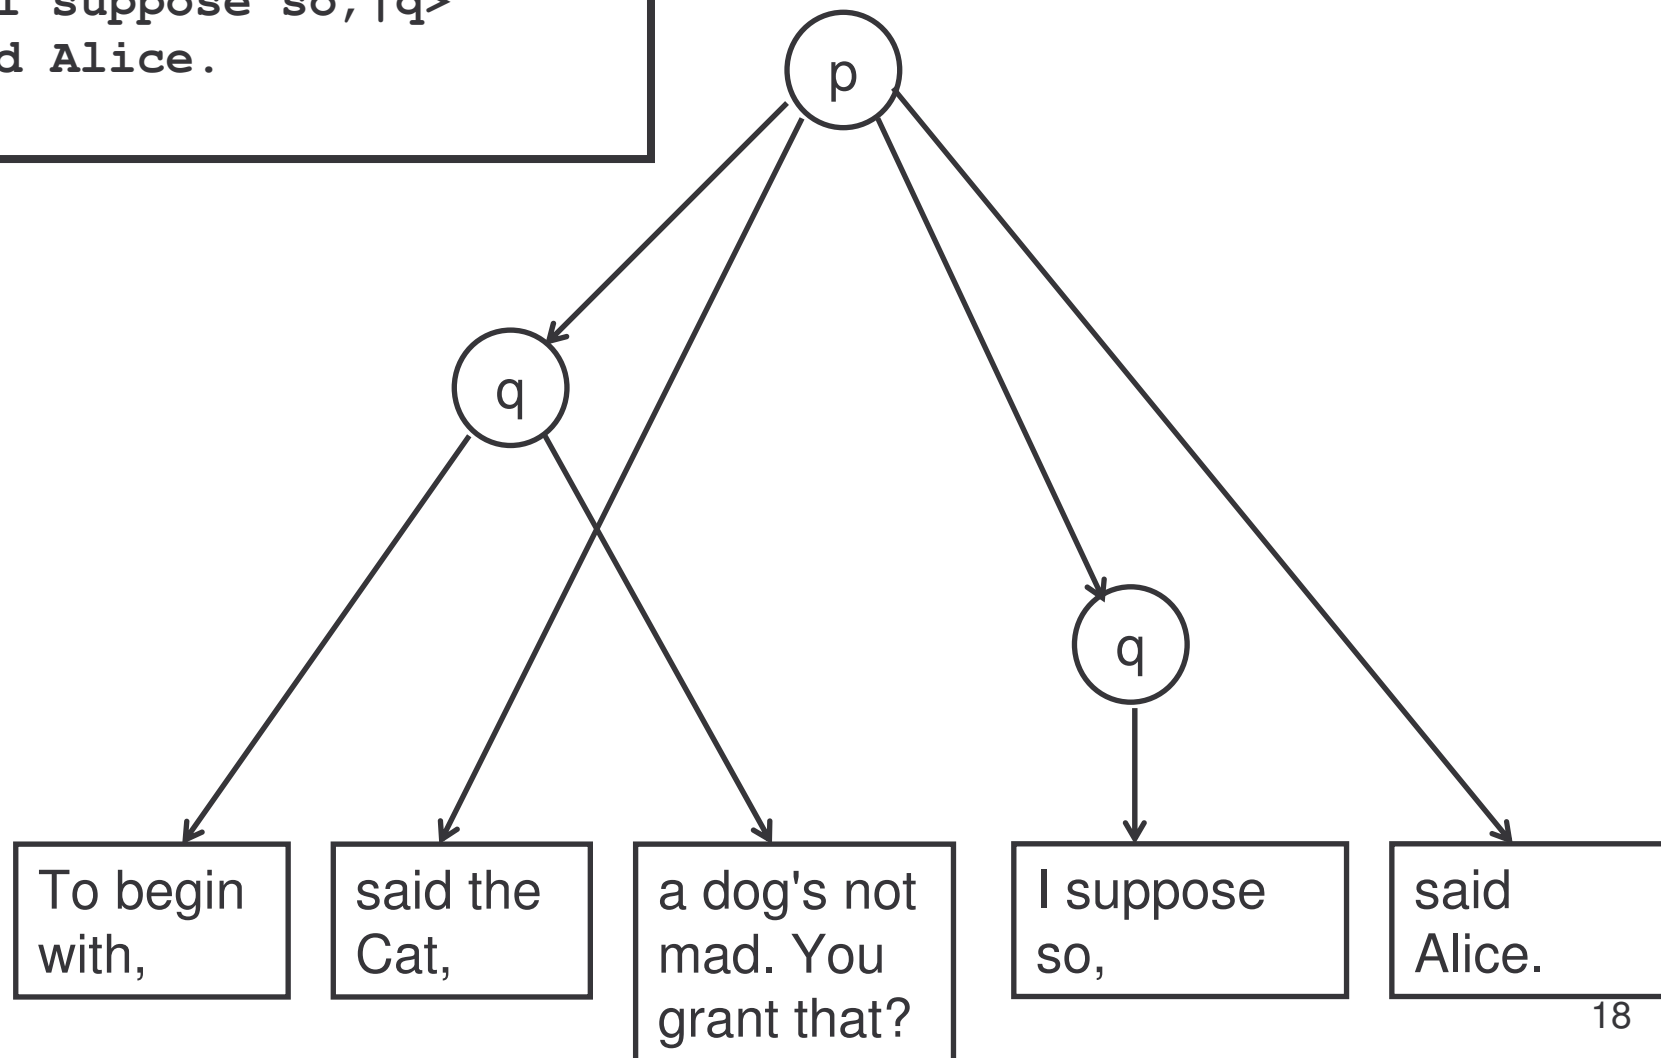 I suppose so,|q>
d Alice.
p
q
q
To begin
with,
said the
Cat,
a dog's not
mad. You
grant that?
I suppose
so,
said
Alice.
18